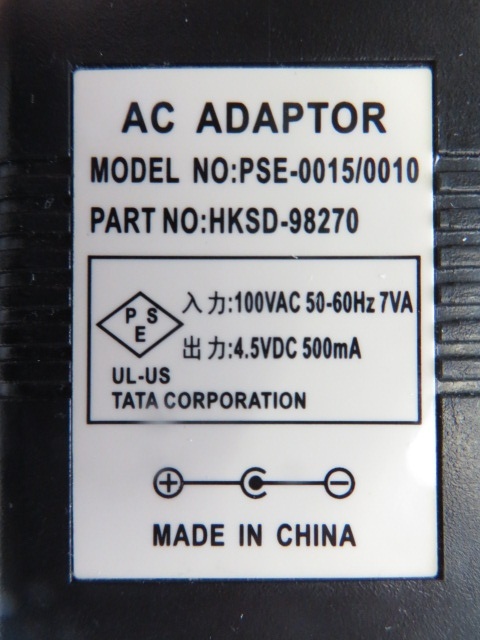 AC ADAPTOR
MODEL NO:PSE-0015/0010
PART NO:HKSD-98270
P S
E
入力:100VAC 50-60Hz 7VA
出力:4.5VDC 500mA
UL-US
TATA CORPORATION
MADE IN CHINA